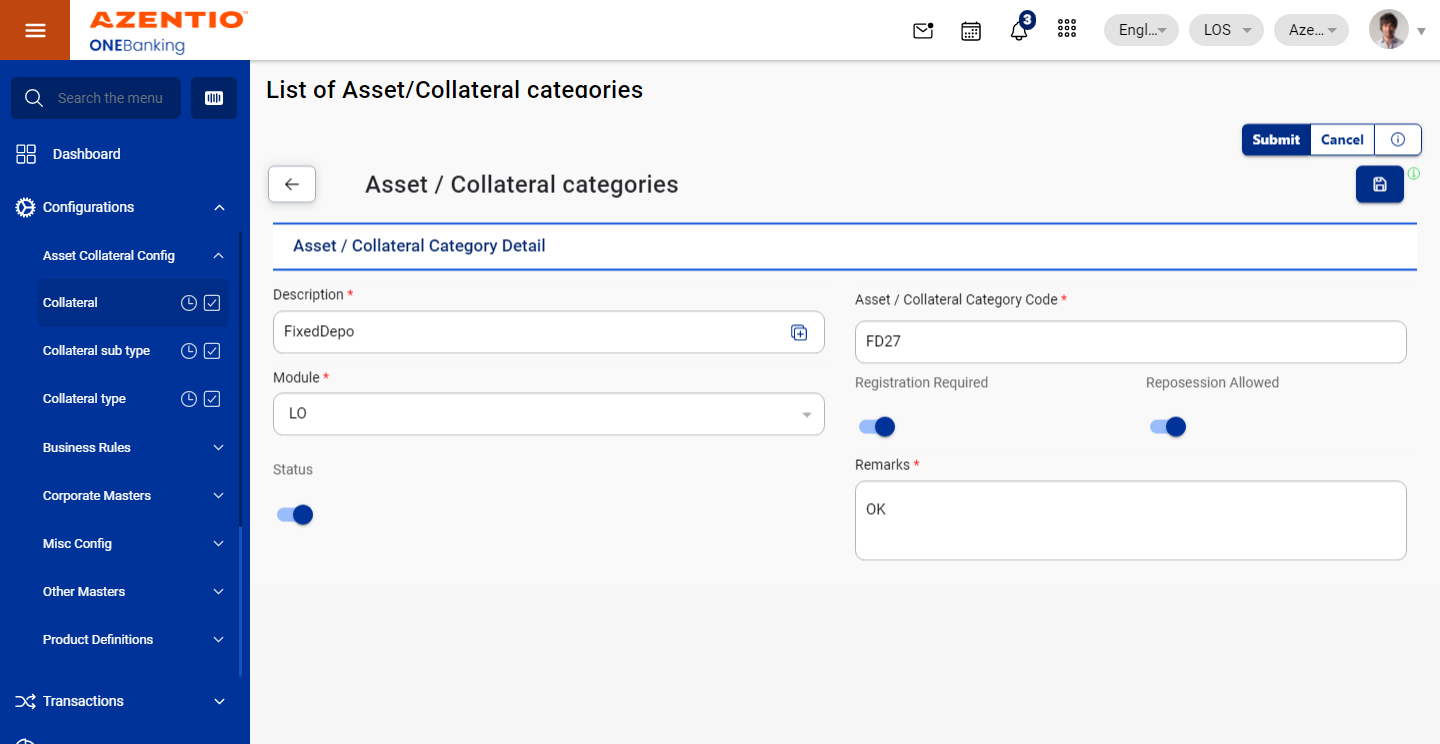 AZENTIO™
ONEBanking
3
Engl...
LOS
Aze...
Search the menu
Dashboard
Configurations
Asset Collateral Config
Collateral
Collateral sub type
Collateral type
Business Rules
Corporate Masters
Misc Config
Other Masters
Product Definitions
Transactions
List of Asset/Collateral categories
Submit
Cancel
Asset / Collateral categories
Asset / Collateral Category Detail
Description *
FixedDepo
Asset / Collateral Category Code *
FD27
Module *
LO
Registration Required
Reposession Allowed
Status
Remarks *
OK